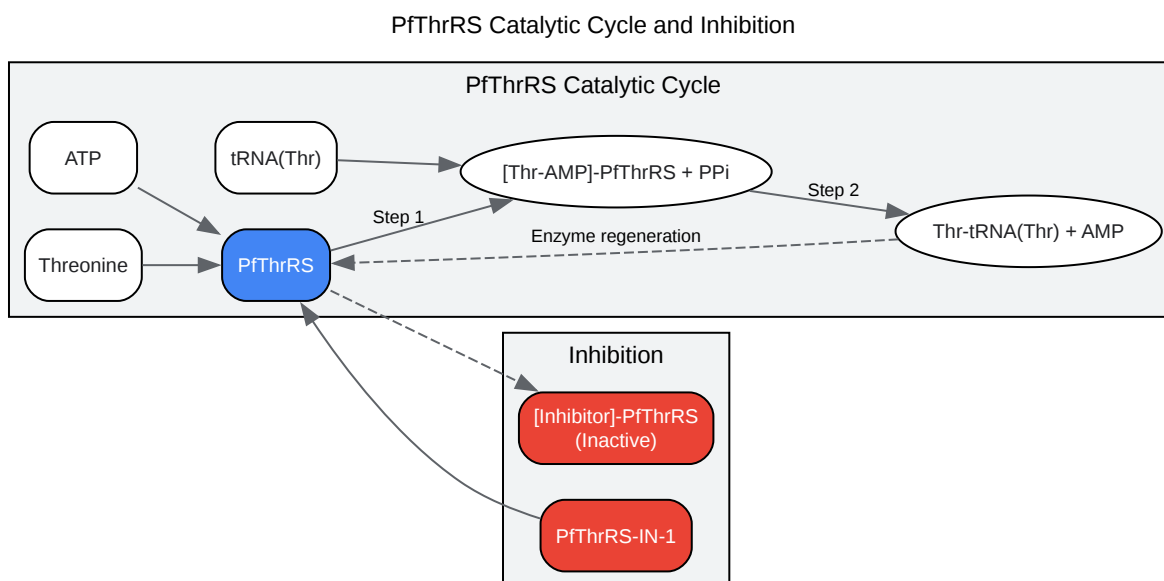 PfThrRS Catalytic Cycle and Inhibition
PfThrRS Catalytic Cycle
ATP
tRNA(Thr)
[Thr-AMP]-PfThrRS + PPi
Step 1
Step 2
Threonine
PfThrRS
Enzyme regeneration
Thr-tRNA(Thr) + AMP
Inhibition
[Inhibitor]-PfThrRS
(Inactive)
PfThrRS-IN-1